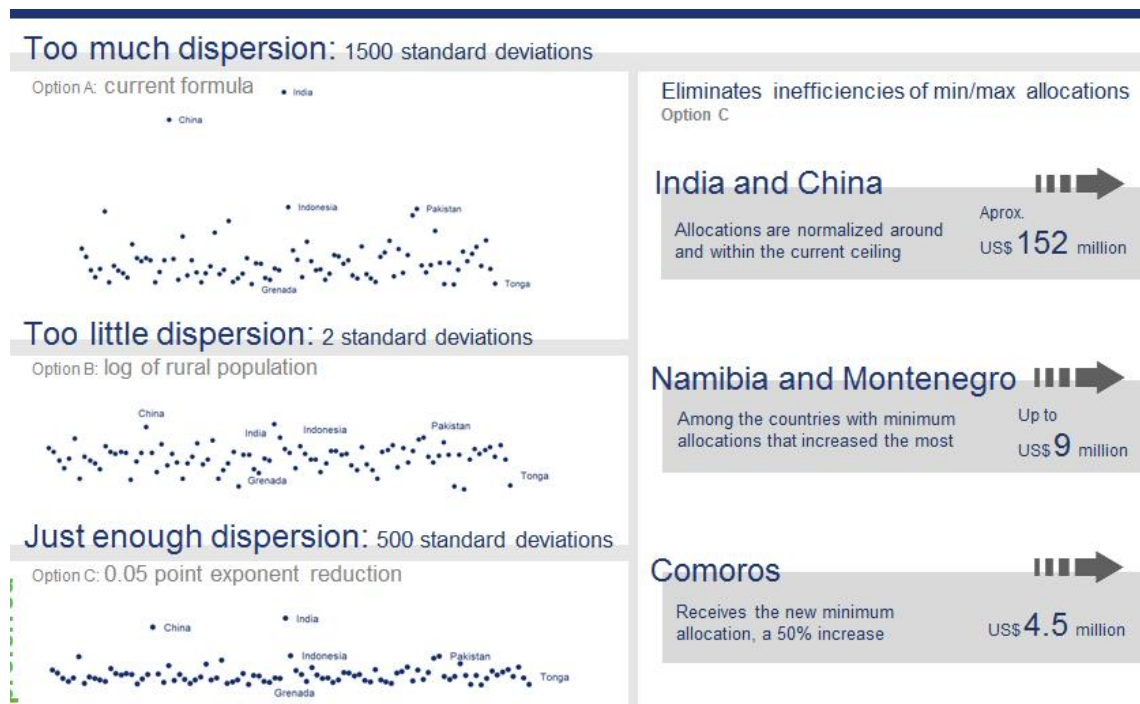 Too much dispersion: 1500 standard deviations
Option A: current formula
India
China
Indonesia
Pakistan
Grenada
Tonga
Too little dispersion: 2 standard deviations
Option B: log of rural population
China
India
Indonesia
Pakistan
Grenada
Tonga
Just enough dispersion: 500 standard deviations
Option C: 0.05 point exponent reduction
India
China
Indonesia
Pakistan
Tonga
Grenada
Eliminates inefficiencies of min/max allocations
Option C
India and China
Allocations are normalized around
and within the current ceiling
Aprox.
US$ 152 million
Namibia and Montenegro
Among the countries with minimum
allocations that increased the most
Up to
US$ 9 million
Comoros
Receives the new minimum
allocation, a 50% increase
US$ 4.5 million